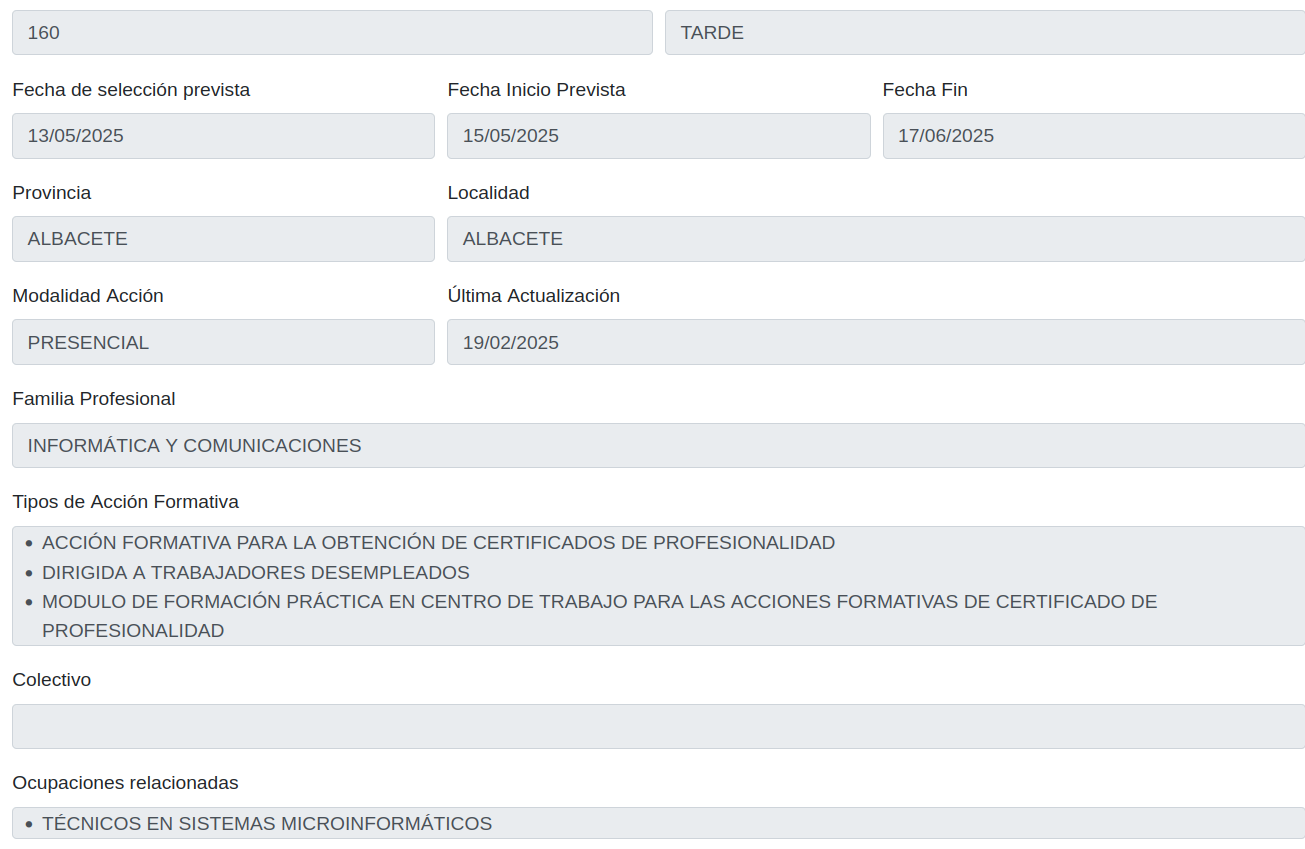 160 TARDE
Fecha de selección prevista Fecha Inicio Prevista Fecha Fin
13/05/2025 15/05/2025 17/06/2025
Provincia Localidad
ALBACETE ALBACETE
Modalidad Acción Última Actualización
PRESENCIAL 19/02/2025
Familia Profesional
INFORMÁTICA Y COMUNICACIONES
Tipos de Acción Formativa
• ACCIÓN FORMATIVA PARA LA OBTENCIÓN DE CERTIFICADOS DE PROFESIONALIDAD
• DIRIGIDA A TRABAJADORES DESEMPLEADOS
• MODULO DE FORMACIÓN PRÁCTICA EN CENTRO DE TRABAJO PARA LAS ACCIONES FORMATIVAS DE CERTIFICADO DE
PROFESIONALIDAD
Colectivo
Ocupaciones relacionadas
• TÉCNICOS EN SISTEMAS MICROINFORMÁTICOS